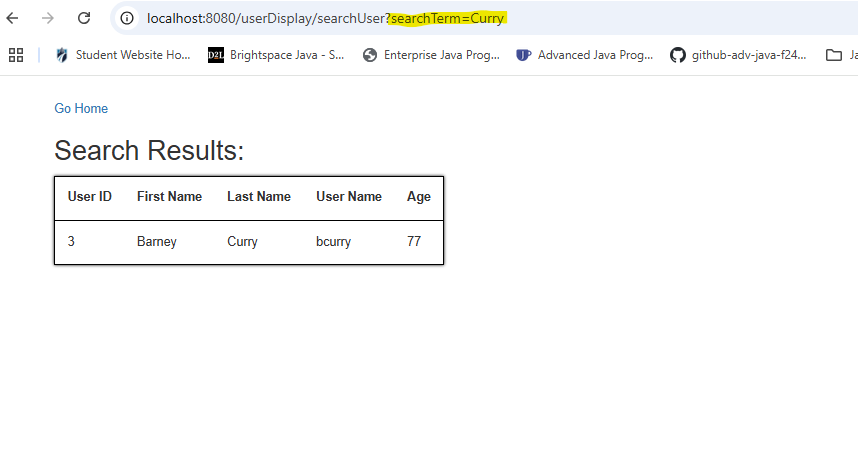 localhost:8080/userDisplay/searchUser?searchTerm=Curry
Student Website Ho... D2L Brightspace Java - S... Enterprise Java Prog... Advanced Java Prog... github-adv-java-f24... Ja
Go Home
Search Results:
User ID First Name Last Name User Name Age
3 Barney Curry bcurry 77